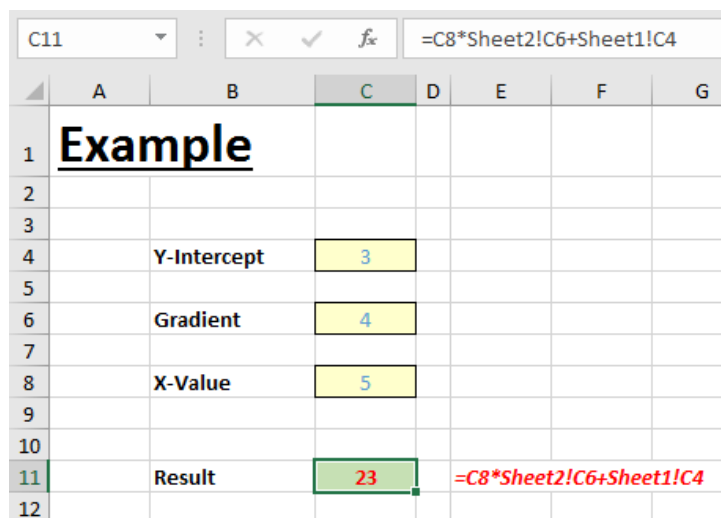 C11 fx =C8*Sheet2!C6+Sheet1!C4
A B C D E F G
1 Example
2
3
4 Y-Intercept 3
5
6 Gradient 4
7
8 X-Value 5
9
10
11 Result 23 =C8*Sheet2!C6+Sheet1!C4
12